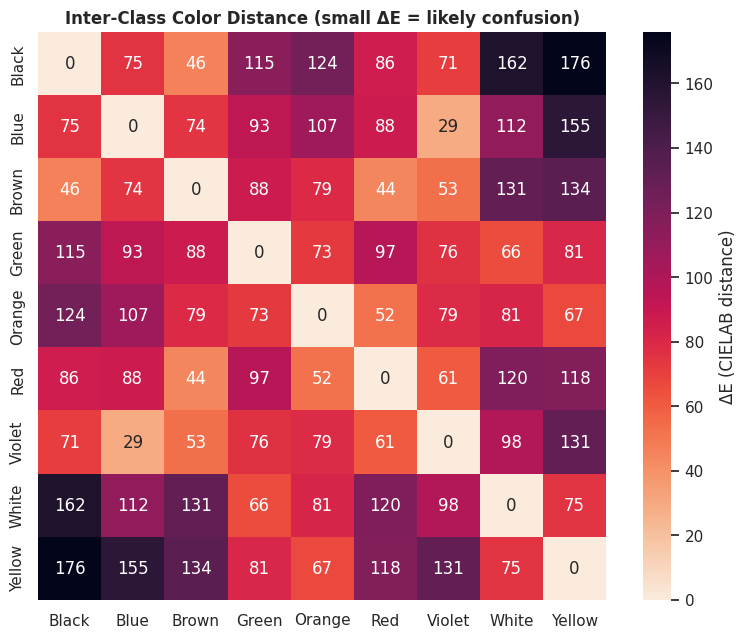 Inter-Class Color Distance (small ΔE = likely confusion)
Black 0 75 46 115 124 86 71 162 176
Blue 75 0 74 93 107 88 29 112 155
Brown 46 74 0 88 79 44 53 131 134
Green 115 93 88 0 73 97 76 66 81
Orange 124 107 79 73 0 52 79 81 67
Red 86 88 44 97 52 0 61 120 118
Violet 71 29 53 76 79 61 0 98 131
White 162 112 131 66 81 120 98 0 75
Yellow 176 155 134 81 67 118 131 75 0
Black Blue Brown Green Orange Red Violet White Yellow
160
140
120
100
80
60
40
20
0
ΔE (CIELAB distance)